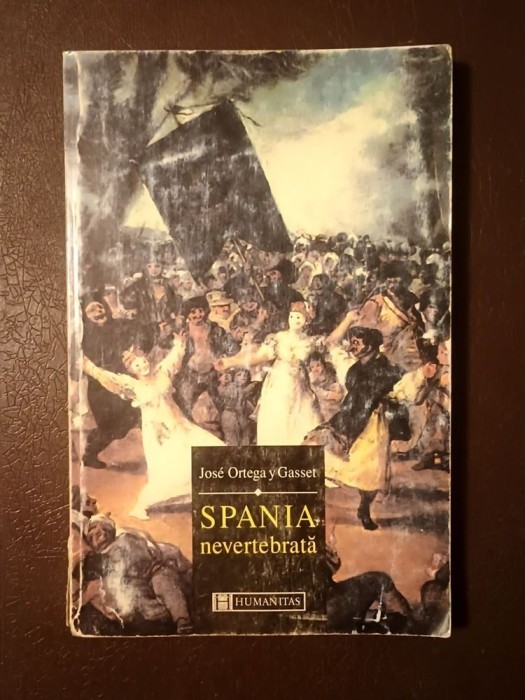 José Ortega y Gasset
SPANIA
nevertebrată
H HUMANITAS